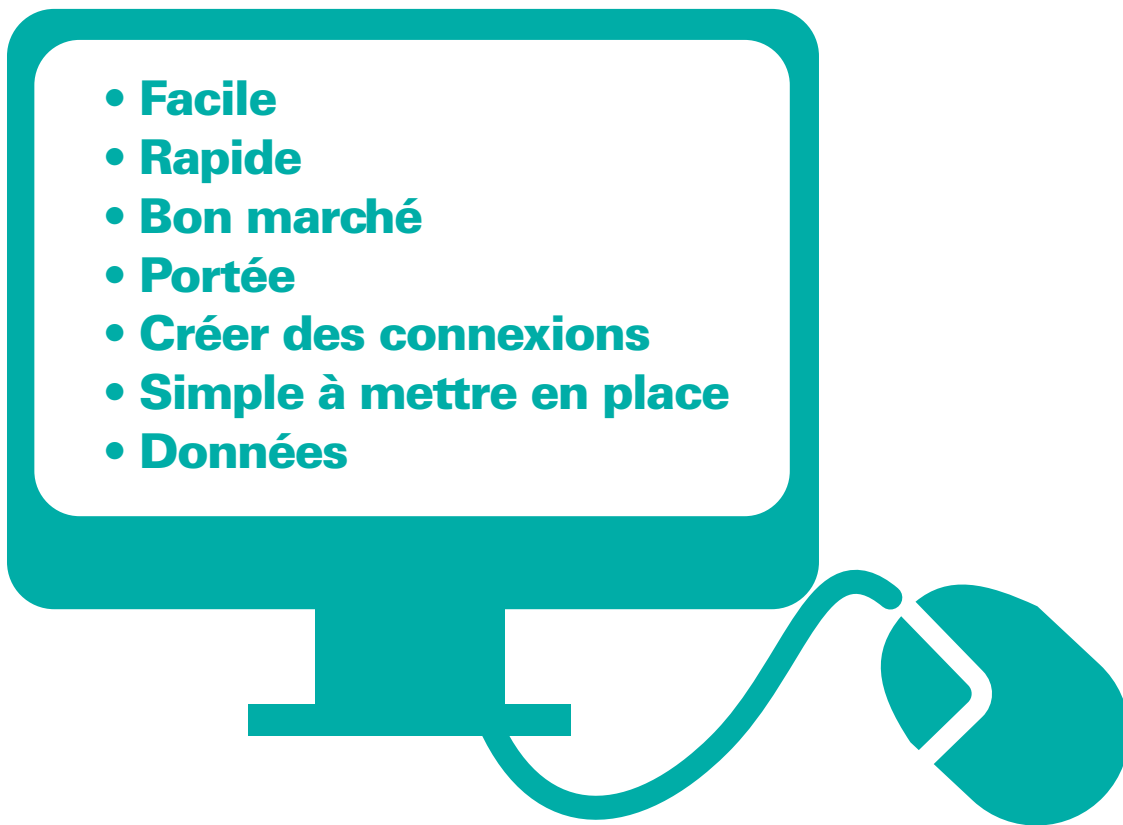 • Facile
• Rapide
• Bon marché
• Portée
• Créer des connexions
• Simple à mettre en place
• Données